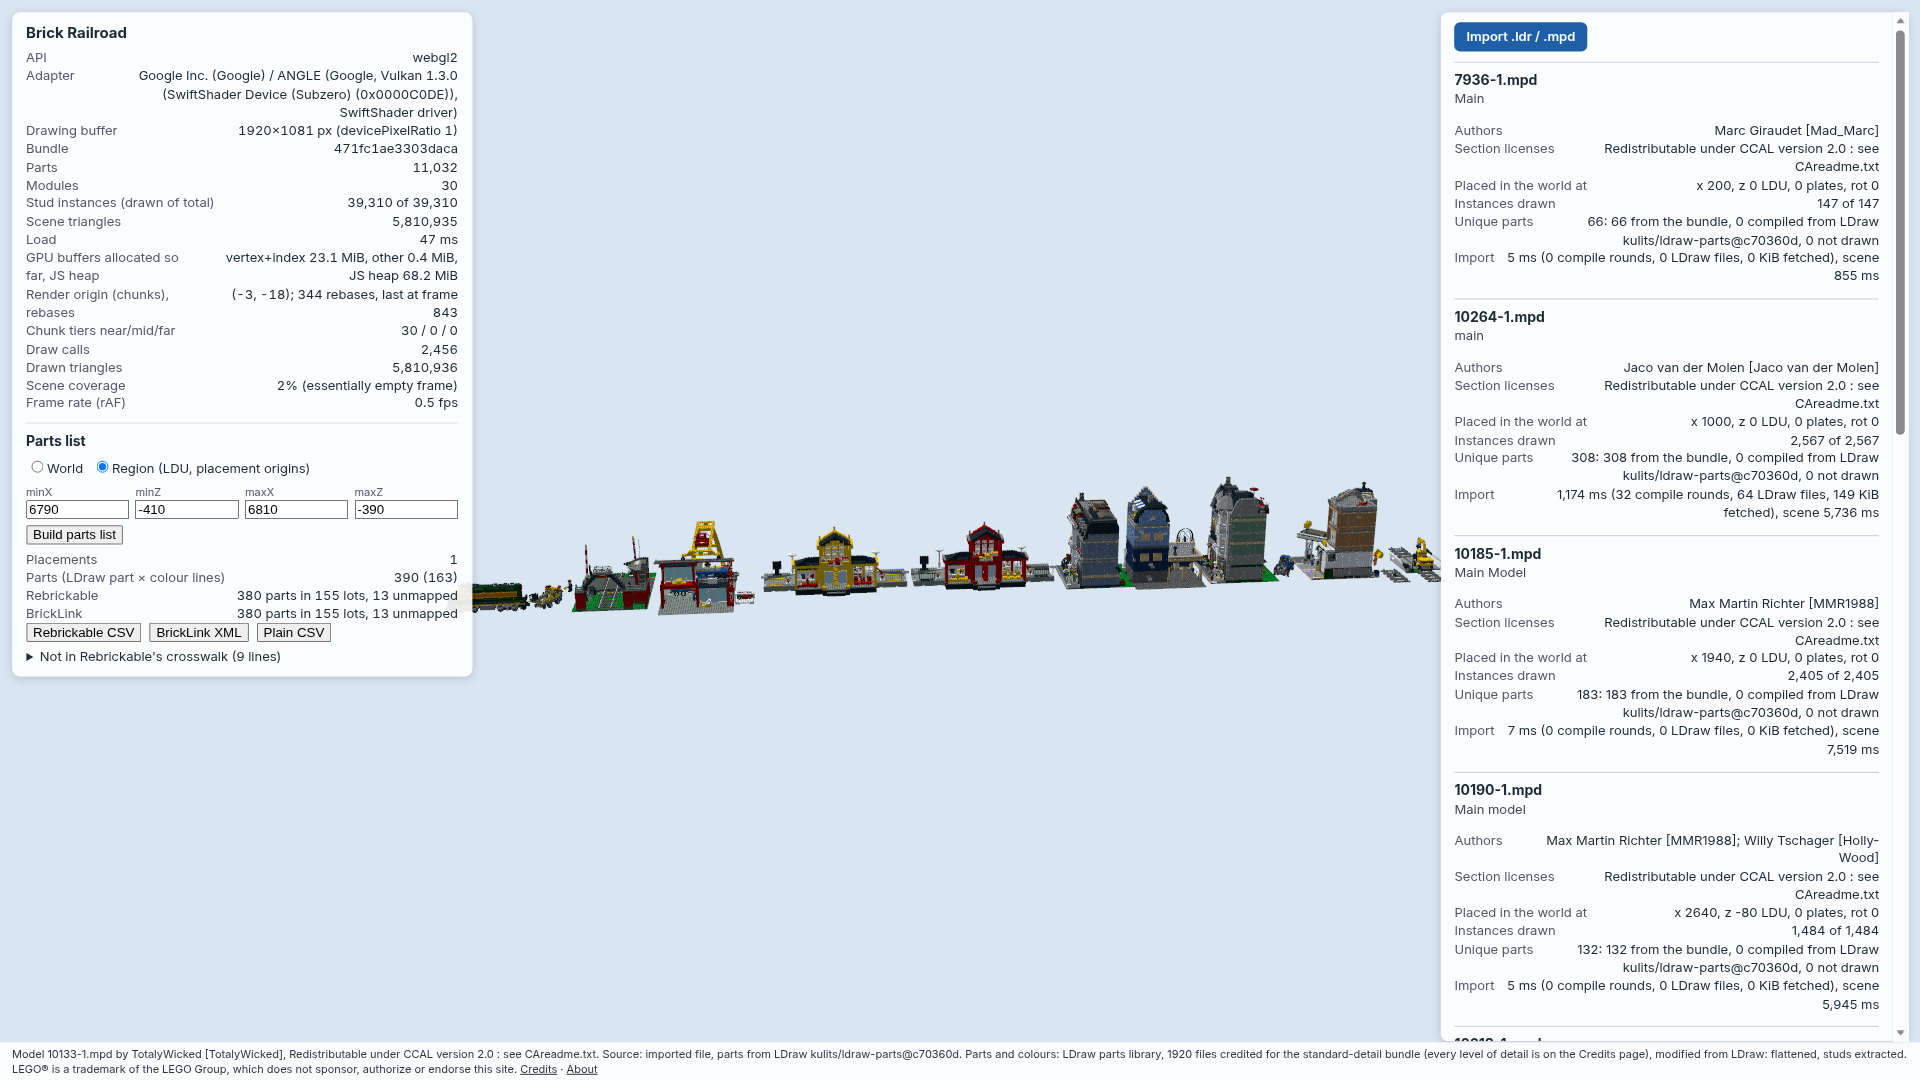 Brick Railroad
API webgl2
Adapter Google Inc. (Google) / ANGLE (Google, Vulkan 1.3.0
(SwiftShader Device (Subzero) (0x0000C0DE)),
SwiftShader driver)
Drawing buffer 1920×1081 px (devicePixelRatio 1)
Bundle 471fc1ae3303daca
Parts 11,032
Modules 30
Stud instances (drawn of total) 39,310 of 39,310
Scene triangles 5,810,935
Load 47 ms
GPU buffers allocated so vertex+index 23.1 MiB, other 0.4 MiB,
far, JS heap JS heap 68.2 MiB
Render origin (chunks), (-3, -18); 344 rebases, last at frame
rebases 843
Chunk tiers near/mid/far 30 / 0 / 0
Draw calls 2,456
Drawn triangles 5,810,936
Scene coverage 2% (essentially empty frame)
Frame rate (rAF) 0.5 fps
Parts list
World Region (LDU, placement origins)
minX minZ maxX maxZ
6790 -410 6810 -390
Build parts list
Placements 1
Parts (LDraw part × colour lines) 390 (163)
Rebrickable 380 parts in 155 lots, 13 unmapped
BrickLink 380 parts in 155 lots, 13 unmapped
Rebrickable CSV BrickLink XML Plain CSV
▶ Not in Rebrickable's crosswalk (9 lines)
Import .ldr / .mpd
7936-1.mpd
Main
Authors Marc Giraudet [Mad_Marc]
Section licenses Redistributable under CCAL version 2.0 : see
CAreadme.txt
Placed in the world at x 200, z 0 LDU, 0 plates, rot 0
Instances drawn 147 of 147
Unique parts 66: 66 from the bundle, 0 compiled from LDraw
kulits/ldraw-parts@c70360d, 0 not drawn
Import 5 ms (0 compile rounds, 0 LDraw files, 0 KiB fetched), scene
855 ms
10264-1.mpd
main
Authors Jaco van der Molen [Jaco van der Molen]
Section licenses Redistributable under CCAL version 2.0 : see
CAreadme.txt
Placed in the world at x 1000, z 0 LDU, 0 plates, rot 0
Instances drawn 2,567 of 2,567
Unique parts 308: 308 from the bundle, 0 compiled from LDraw
kulits/ldraw-parts@c70360d, 0 not drawn
Import 1,174 ms (32 compile rounds, 64 LDraw files, 149 KiB
fetched), scene 5,736 ms
10185-1.mpd
Main Model
Authors Max Martin Richter [MMR1988]
Section licenses Redistributable under CCAL version 2.0 : see
CAreadme.txt
Placed in the world at x 1940, z 0 LDU, 0 plates, rot 0
Instances drawn 2,405 of 2,405
Unique parts 183: 183 from the bundle, 0 compiled from LDraw
kulits/ldraw-parts@c70360d, 0 not drawn
Import 7 ms (0 compile rounds, 0 LDraw files, 0 KiB fetched), scene
7,519 ms
10190-1.mpd
Main model
Authors Max Martin Richter [MMR1988]; Willy Tschager [Holly-
Wood]
Section licenses Redistributable under CCAL version 2.0 : see
CAreadme.txt
Placed in the world at x 2640, z -80 LDU, 0 plates, rot 0
Instances drawn 1,484 of 1,484
Unique parts 132: 132 from the bundle, 0 compiled from LDraw
kulits/ldraw-parts@c70360d, 0 not drawn
Import 5 ms (0 compile rounds, 0 LDraw files, 0 KiB fetched), scene
5,945 ms
Model 10133-1.mpd by TotalyWicked [TotalyWicked], Redistributable under CCAL version 2.0 : see CAreadme.txt. Source: imported file, parts from LDraw kulits/ldraw-parts@c70360d. Parts and colours: LDraw parts library, 1920 files credited for the standard-detail bundle (every level of detail is on the Credits page), modified from LDraw: flattened, studs extracted.
LEGO® is a trademark of the LEGO Group, which does not sponsor, authorize or endorse this site. Credits · About